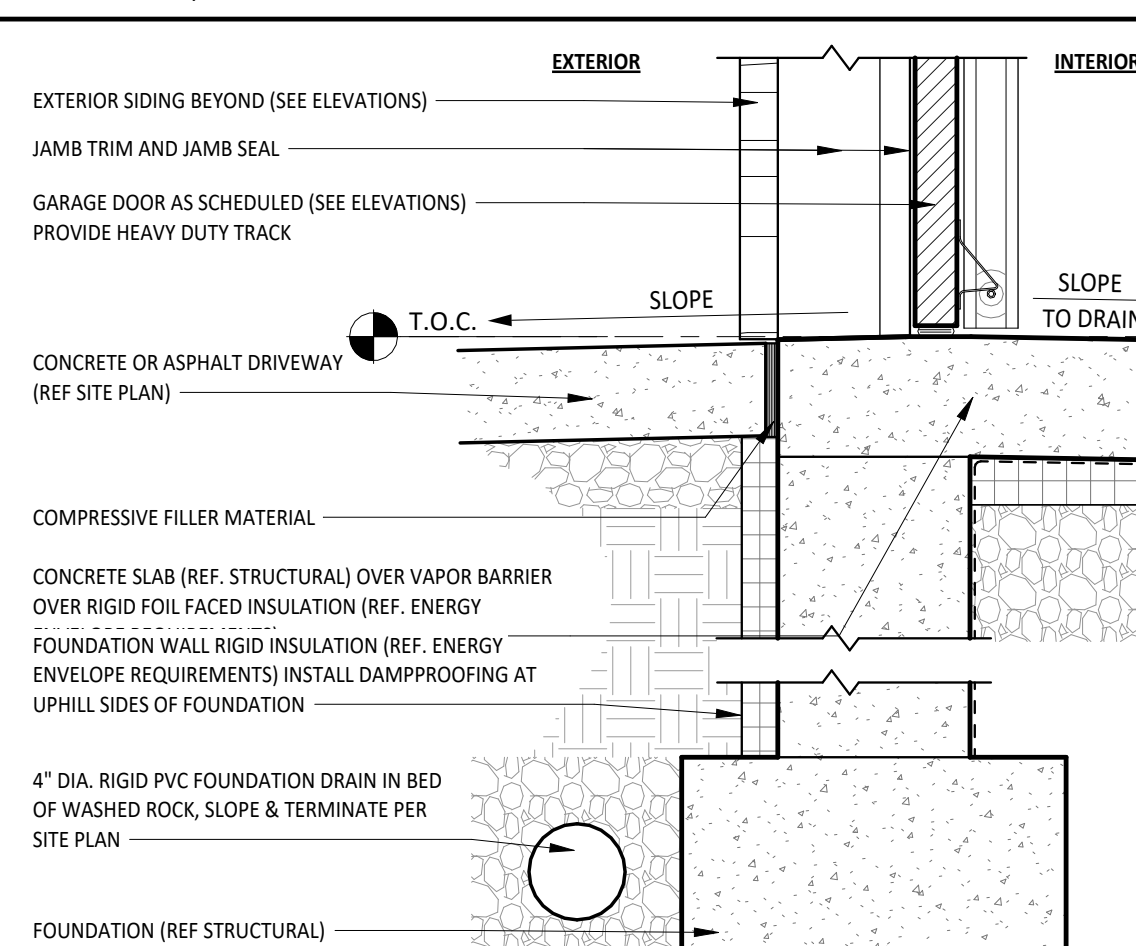 EXTERIOR
INTERIOR
EXTERIOR SIDING BEYOND (SEE ELEVATIONS)
JAMB TRIM AND JAMB SEAL
GARAGE DOOR AS SCHEDULED (SEE ELEVATIONS)
PROVIDE HEAVY DUTY TRACK
SLOPE
SLOPE
TO DRAIN
T.O.C.
CONCRETE OR ASPHALT DRIVEWAY
(REF SITE PLAN)
COMPRESSIVE FILLER MATERIAL
CONCRETE SLAB (REF. STRUCTURAL) OVER VAPOR BARRIER
OVER RIGID FOIL FACED INSULATION (REF. ENERGY
FOUNDATION WALL RIGID INSULATION (REF. ENERGY
ENVELOPE REQUIREMENTS) INSTALL DAMPPROOFING AT
UPHILL SIDES OF FOUNDATION
4" DIA. RIGID PVC FOUNDATION DRAIN IN BED
OF WASHED ROCK, SLOPE & TERMINATE PER
SITE PLAN
FOUNDATION (REF STRUCTURAL)